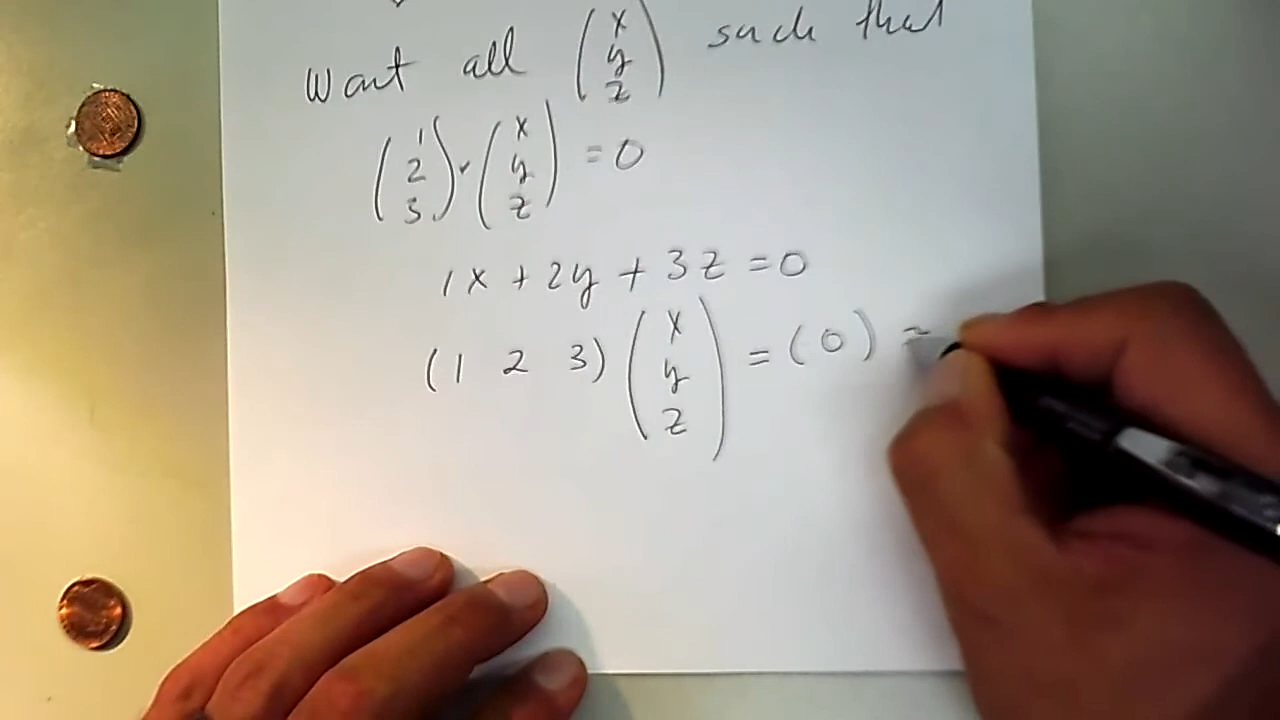 Want all (x y z) such that
(1 2 3) · (x y z) = 0
1x + 2y + 3z = 0
(1 2 3) (x y z) = (0) =